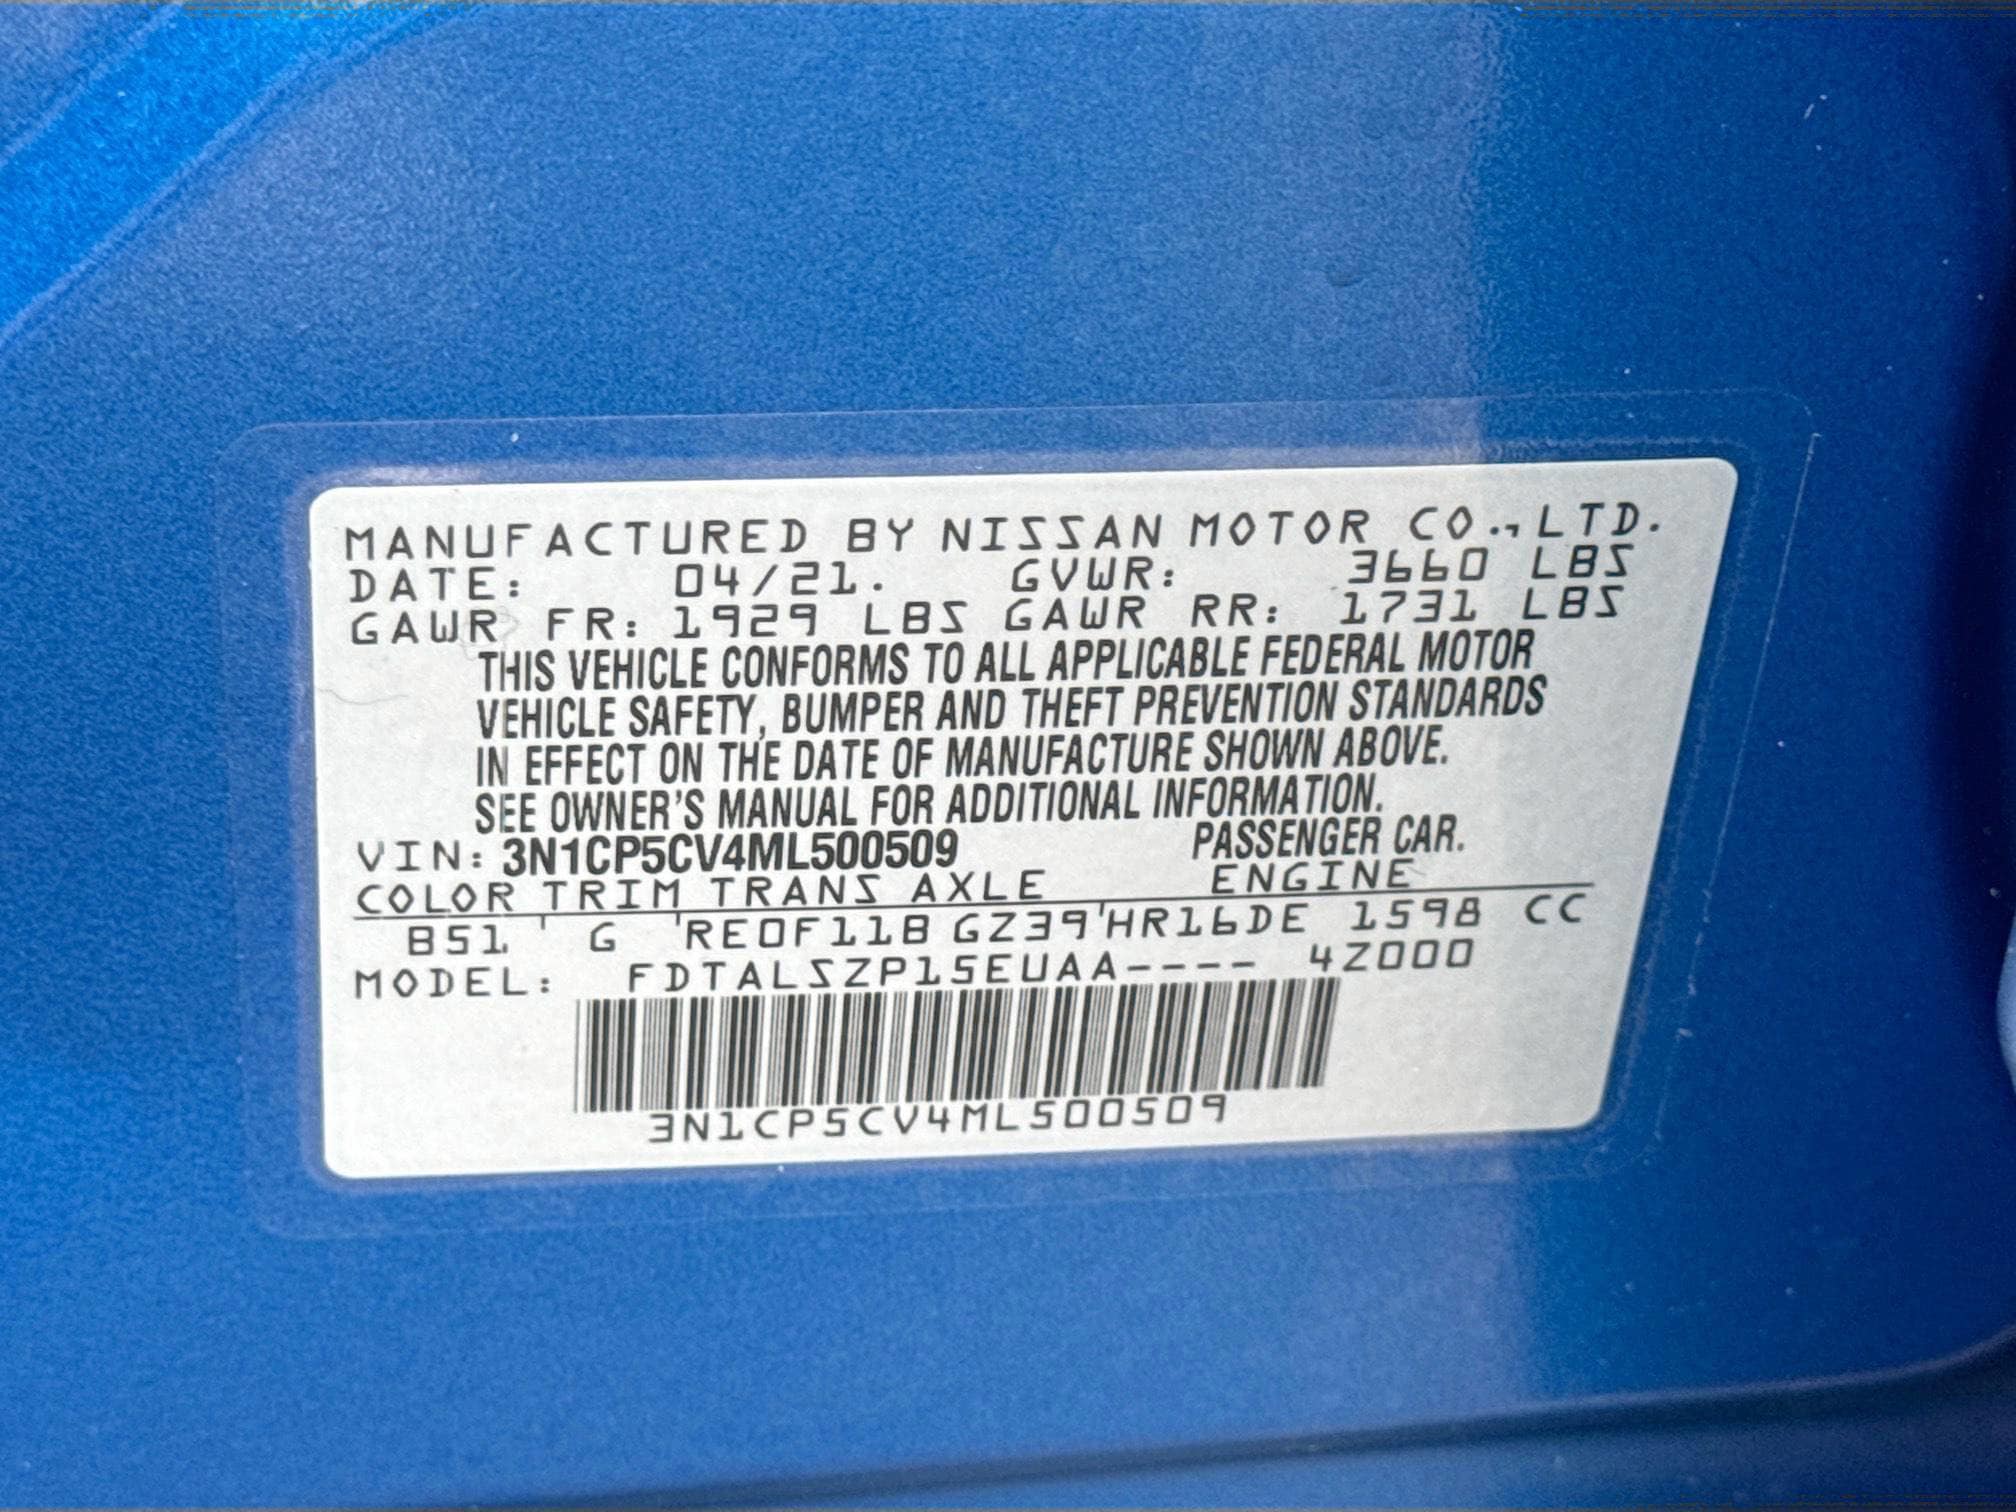 MANUFACTURED BY NISSAN MOTOR CO., LTD.
DATE: 04/21. GVWR: 3660 LBS
GAWR FR: 1929 LBS GAWR RR: 1731 LBS
THIS VEHICLE CONFORMS TO ALL APPLICABLE FEDERAL MOTOR
VEHICLE SAFETY, BUMPER AND THEFT PREVENTION STANDARDS
IN EFFECT ON THE DATE OF MANUFACTURE SHOWN ABOVE.
SEE OWNER'S MANUAL FOR ADDITIONAL INFORMATION.
VIN: 3N1CP5CV4ML500509 PASSENGER CAR.
COLOR TRIM TRANS AXLE ENGINE
B51 ' G 'RE0F11B GZ39'HR16DE 1598 CC
MODEL: FDTALSZP15EUAA---- 4Z000
3N1CP5CV4ML500509